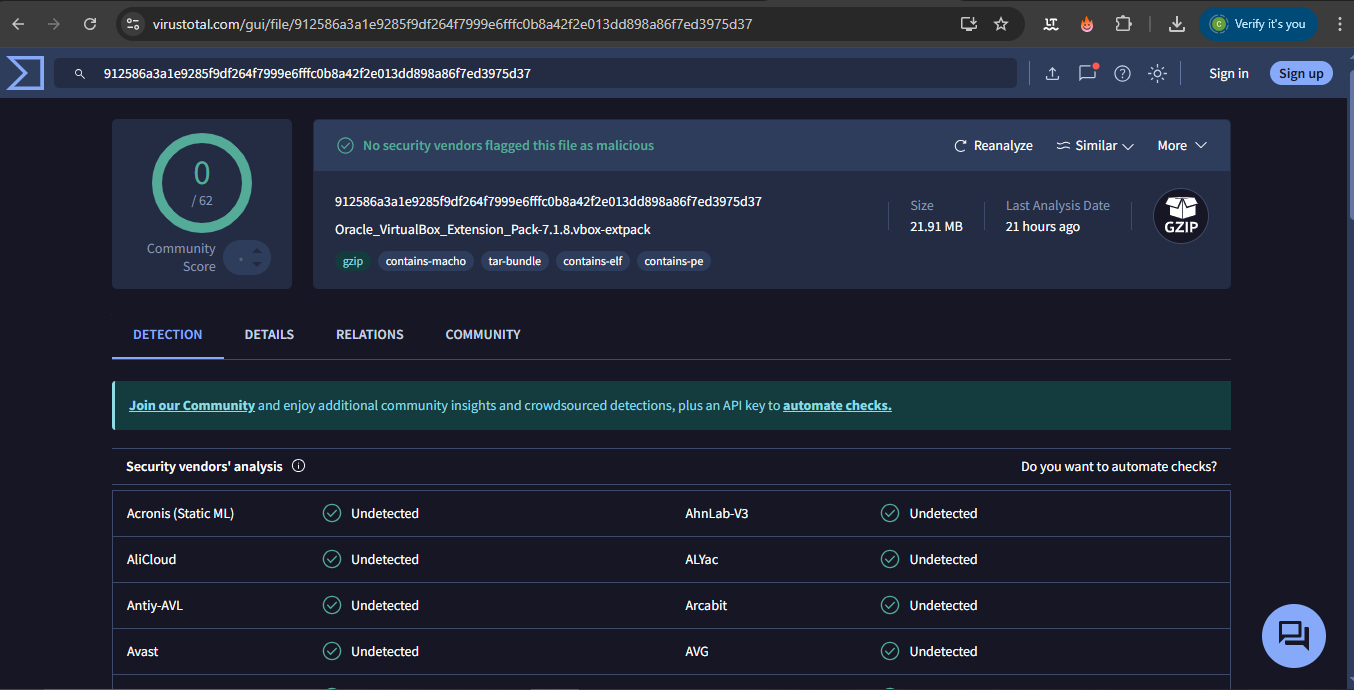 virustotal.com/gui/file/912586a3a1e9285f9df264f7999e6fffc0b8a42f2e013dd898a86f7ed3975d37
Verify it's you
912586a3a1e9285f9df264f7999e6fffc0b8a42f2e013dd898a86f7ed3975d37
Sign in
Sign up
0
/ 62
Community
Score
No security vendors flagged this file as malicious
Reanalyze
Similar
More
912586a3a1e9285f9df264f7999e6fffc0b8a42f2e013dd898a86f7ed3975d37
Oracle_VirtualBox_Extension_Pack-7.1.8.vbox-extpack
gzip contains-macho tar-bundle contains-elf contains-pe
Size
21.91 MB
Last Analysis Date
21 hours ago
GZIP
DETECTION DETAILS RELATIONS COMMUNITY
Join our Community and enjoy additional community insights and crowdsourced detections, plus an API key to automate checks.
Security vendors' analysis Do you want to automate checks?
Acronis (Static ML) Undetected AhnLab-V3 Undetected
AliCloud Undetected ALYac Undetected
Antiy-AVL Undetected Arcabit Undetected
Avast Undetected AVG Undetected